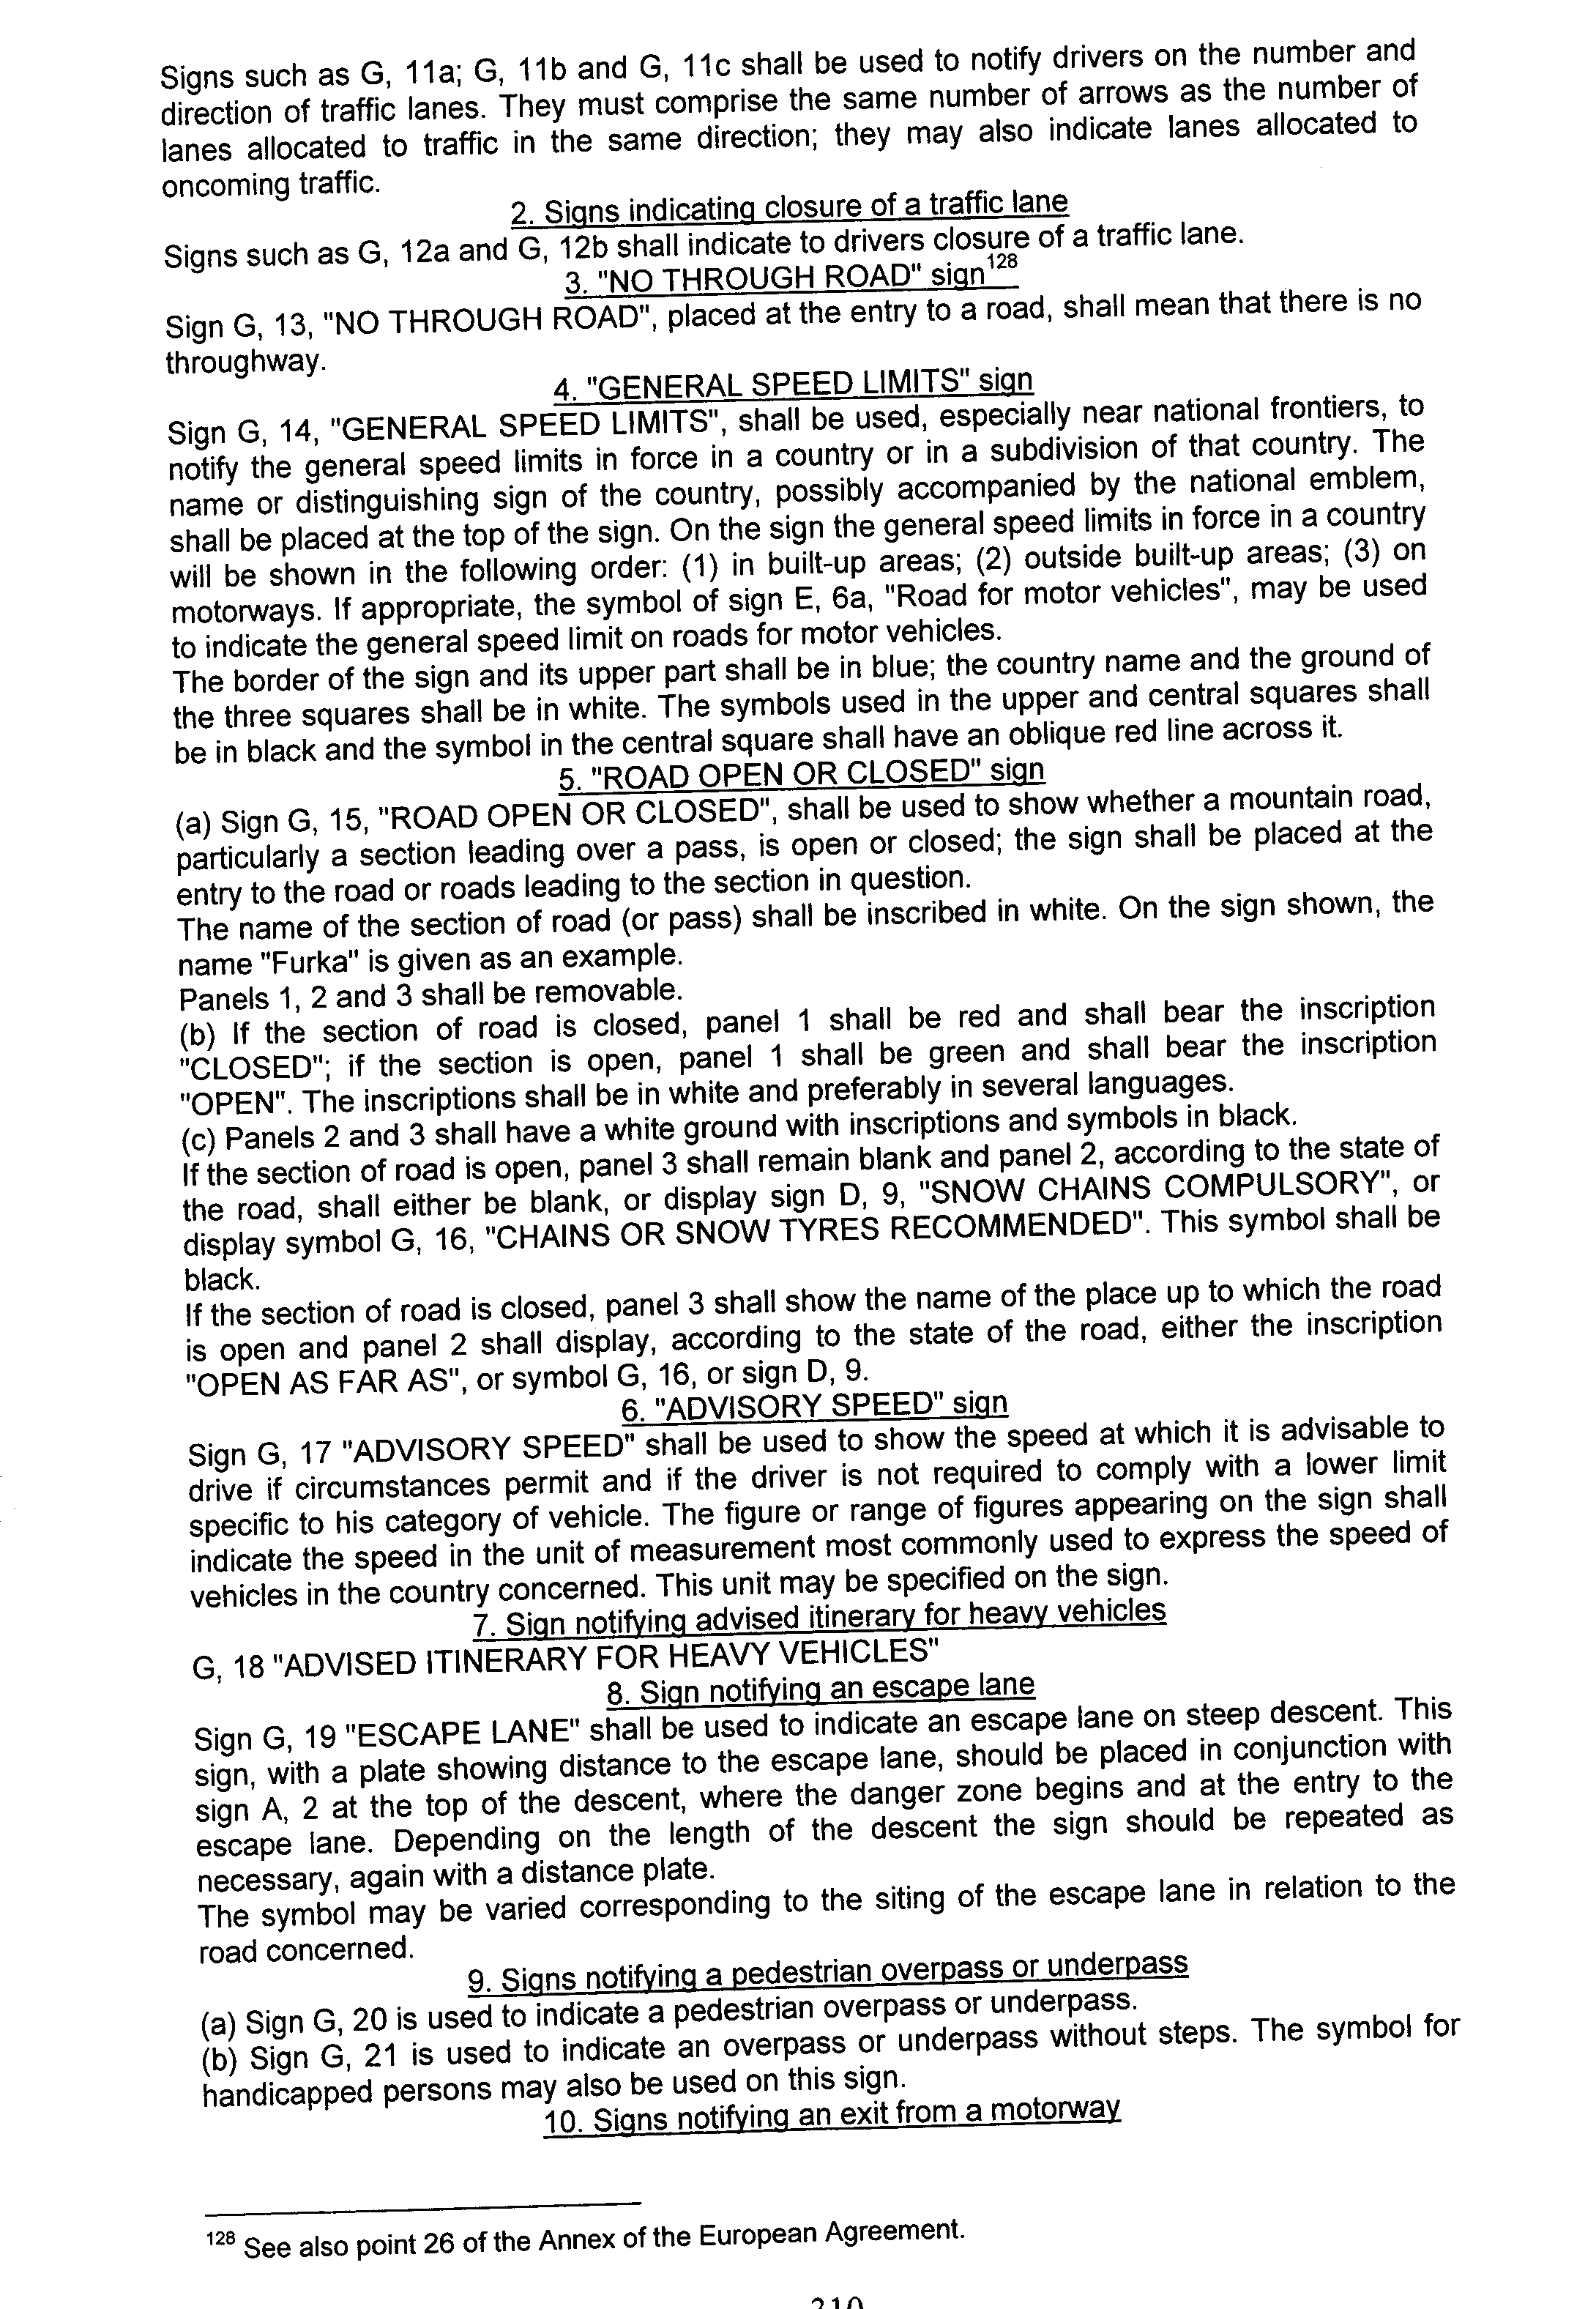 Signs such as G, 11a; G, 11b and G, 11c shall be used to notify drivers on the number and
direction of traffic lanes. They must comprise the same number of arrows as the number of
lanes allocated to traffic in the same direction; they may also indicate lanes allocated to
oncoming traffic.
2. Signs indicating closure of a traffic lane
Signs such as G, 12a and G, 12b shall indicate to drivers closure of a traffic lane.
3. "NO THROUGH ROAD" sign128
Sign G, 13, "NO THROUGH ROAD", placed at the entry to a road, shall mean that there is no
throughway.
4. "GENERAL SPEED LIMITS" sign
Sign G, 14, "GENERAL SPEED LIMITS", shall be used, especially near national frontiers, to
notify the general speed limits in force in a country or in a subdivision of that country. The
name or distinguishing sign of the country, possibly accompanied by the national emblem,
shall be placed at the top of the sign. On the sign the general speed limits in force in a country
will be shown in the following order: (1) in built-up areas; (2) outside built-up areas; (3) on
motorways. If appropriate, the symbol of sign E, 6a, "Road for motor vehicles", may be used
to indicate the general speed limit on roads for motor vehicles.
The border of the sign and its upper part shall be in blue; the country name and the ground of
the three squares shall be in white. The symbols used in the upper and central squares shall
be in black and the symbol in the central square shall have an oblique red line across it.
5. "ROAD OPEN OR CLOSED" sign
(a) Sign G, 15, "ROAD OPEN OR CLOSED", shall be used to show whether a mountain road,
particularly a section leading over a pass, is open or closed; the sign shall be placed at the
entry to the road or roads leading to the section in question.
The name of the section of road (or pass) shall be inscribed in white. On the sign shown, the
name "Furka" is given as an example.
Panels 1, 2 and 3 shall be removable.
(b) If the section of road is closed, panel 1 shall be red and shall bear the inscription
"CLOSED"; if the section is open, panel 1 shall be green and shall bear the inscription
"OPEN". The inscriptions shall be in white and preferably in several languages.
(c) Panels 2 and 3 shall have a white ground with inscriptions and symbols in black.
If the section of road is open, panel 3 shall remain blank and panel 2, according to the state of
the road, shall either be blank, or display sign D, 9, "SNOW CHAINS COMPULSORY", or
display symbol G, 16, "CHAINS OR SNOW TYRES RECOMMENDED". This symbol shall be
black.
If the section of road is closed, panel 3 shall show the name of the place up to which the road
is open and panel 2 shall display, according to the state of the road, either the inscription
"OPEN AS FAR AS", or symbol G, 16, or sign D, 9.
6. "ADVISORY SPEED" sign
Sign G, 17 "ADVISORY SPEED" shall be used to show the speed at which it is advisable to
drive if circumstances permit and if the driver is not required to comply with a lower limit
specific to his category of vehicle. The figure or range of figures appearing on the sign shall
indicate the speed in the unit of measurement most commonly used to express the speed of
vehicles in the country concerned. This unit may be specified on the sign.
7. Sign notifying advised itinerary for heavy vehicles
G, 18 "ADVISED ITINERARY FOR HEAVY VEHICLES"
8. Sign notifying an escape lane
Sign G, 19 "ESCAPE LANE" shall be used to indicate an escape lane on steep descent. This
sign, with a plate showing distance to the escape lane, should be placed in conjunction with
sign A, 2 at the top of the descent, where the danger zone begins and at the entry to the
escape lane. Depending on the length of the descent the sign should be repeated as
necessary, again with a distance plate.
The symbol may be varied corresponding to the siting of the escape lane in relation to the
road concerned.
9. Signs notifying a pedestrian overpass or underpass
(a) Sign G, 20 is used to indicate a pedestrian overpass or underpass.
(b) Sign G, 21 is used to indicate an overpass or underpass without steps. The symbol for
handicapped persons may also be used on this sign.
10. Signs notifying an exit from a motorway
128 See also point 26 of the Annex of the European Agreement.